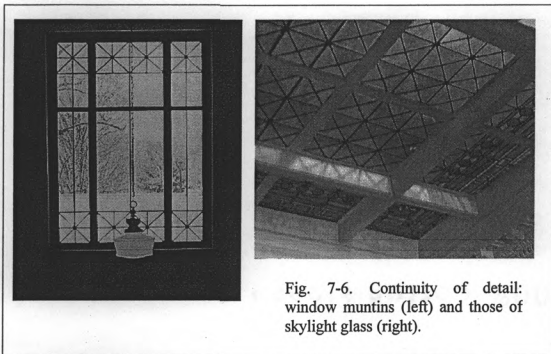 Fig. 7-6. Continuity of detail:
window muntins (left) and those of
skylight glass (right).